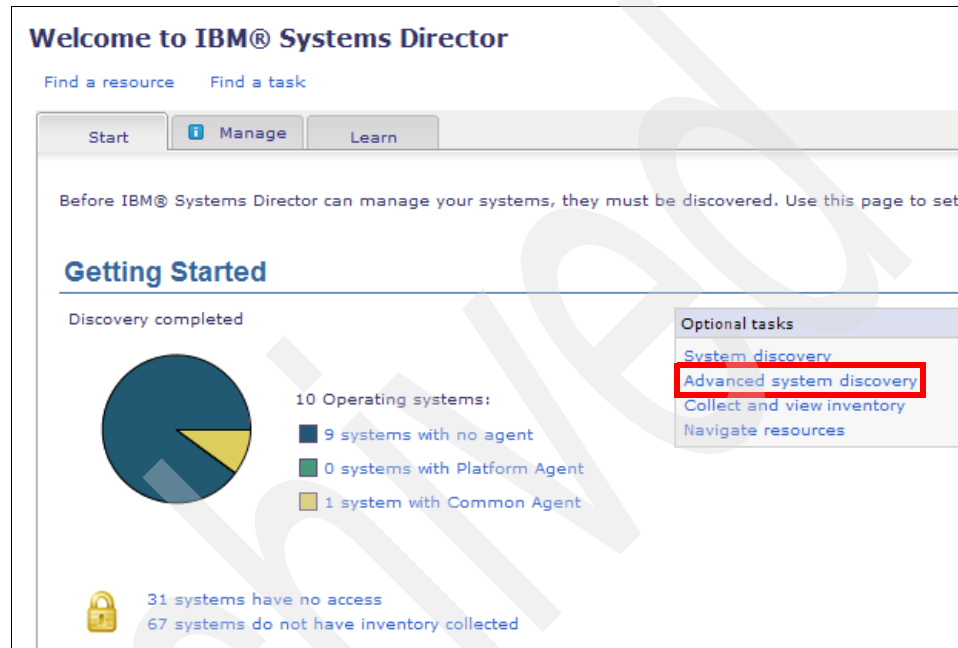 Welcome to IBM® Systems Director
Find a resource Find a task
Start Manage Learn
Before IBM® Systems Director can manage your systems, they must be discovered. Use this page to set
Getting Started
Discovery completed
10 Operating systems:
9 systems with no agent
0 systems with Platform Agent
1 system with Common Agent
Optional tasks
System discovery
Advanced system discovery
Collect and view inventory
Navigate resources
31 systems have no access
67 systems do not have inventory collected
chived